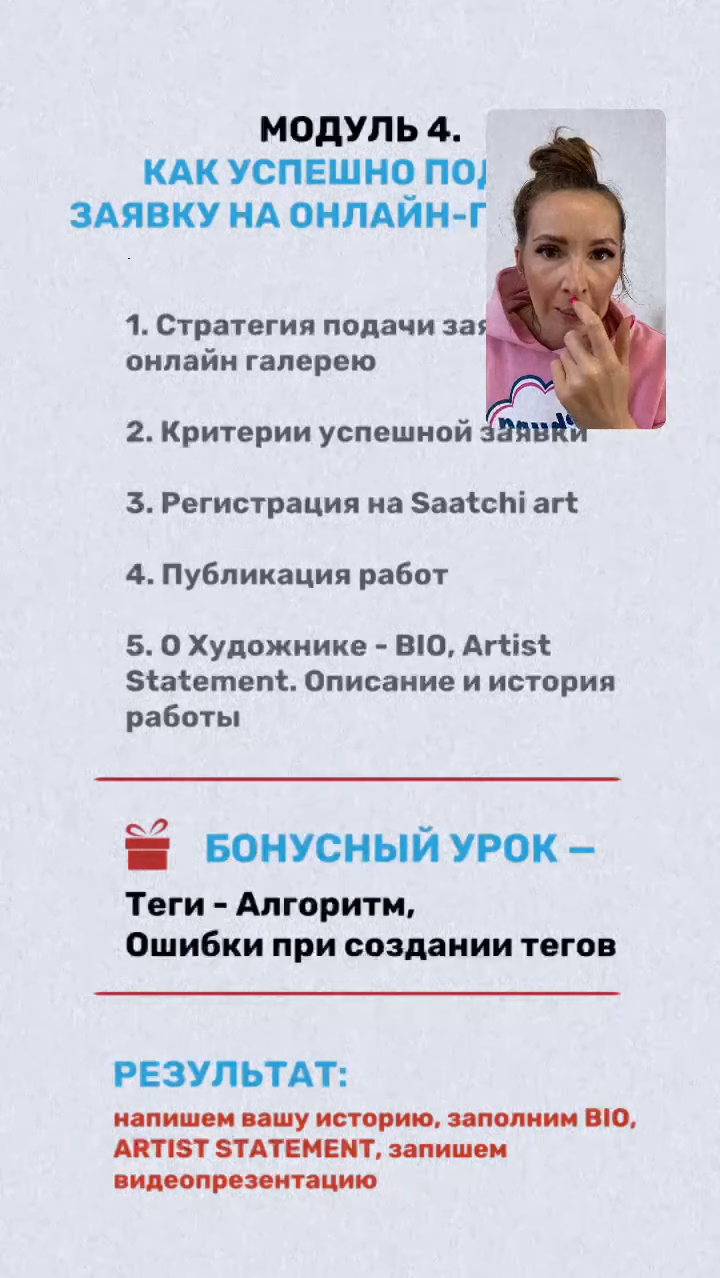 МОДУЛЬ 4.
КАК УСПЕШНО
ЗАЯВКУ НА ОНЛАЙН-
1. Стратегия подачи
онлайн галерею
2. Критерии успешной заявки
3. Регистрация на Saatchi art
4. Публикация работ
5. О Художнике - BIO, Artist
Statement. Описание и история
работы
БОНУСНЫЙ УРОК —
Теги - Алгоритм,
Ошибки при создании тегов
РЕЗУЛЬТАТ:
напишем вашу историю, заполним BIO,
ARTIST STATEMENT, запишем
видеопрезентацию